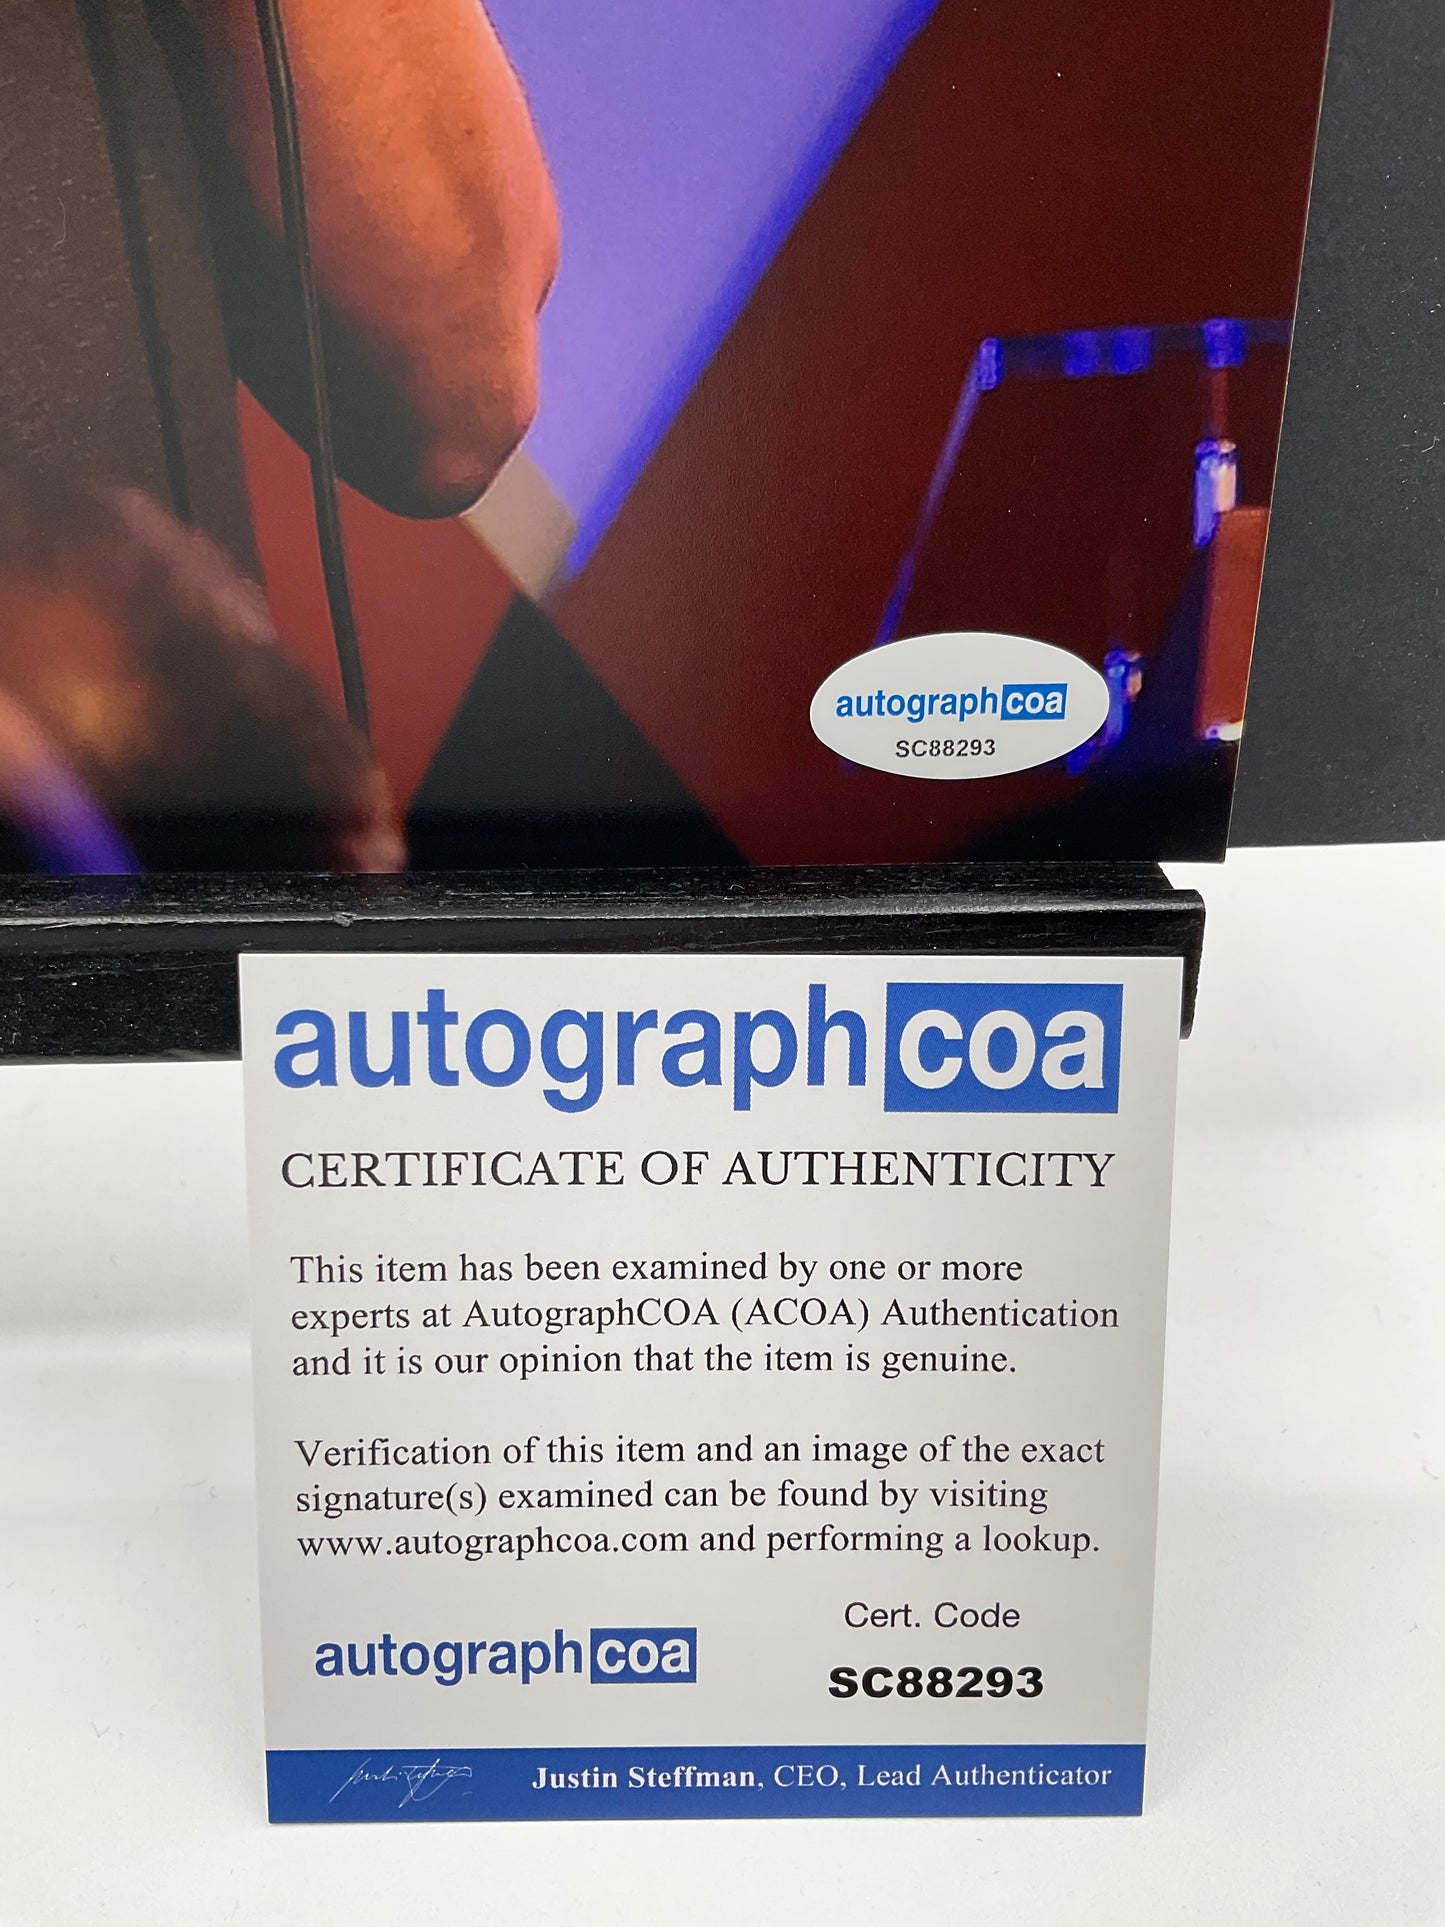 autographcoa
SC88293
autographcoa
CERTIFICATE OF AUTHENTICITY
This item has been examined by one or more
experts at AutographCOA (ACOA) Authentication
and it is our opinion that the item is genuine.
Verification of this item and an image of the exact
signature(s) examined can be found by visiting
www.autographcoa.com and performing a lookup.
Cert. Code
autographcoa
SC88293
Justin Steffman, CEO, Lead Authenticator